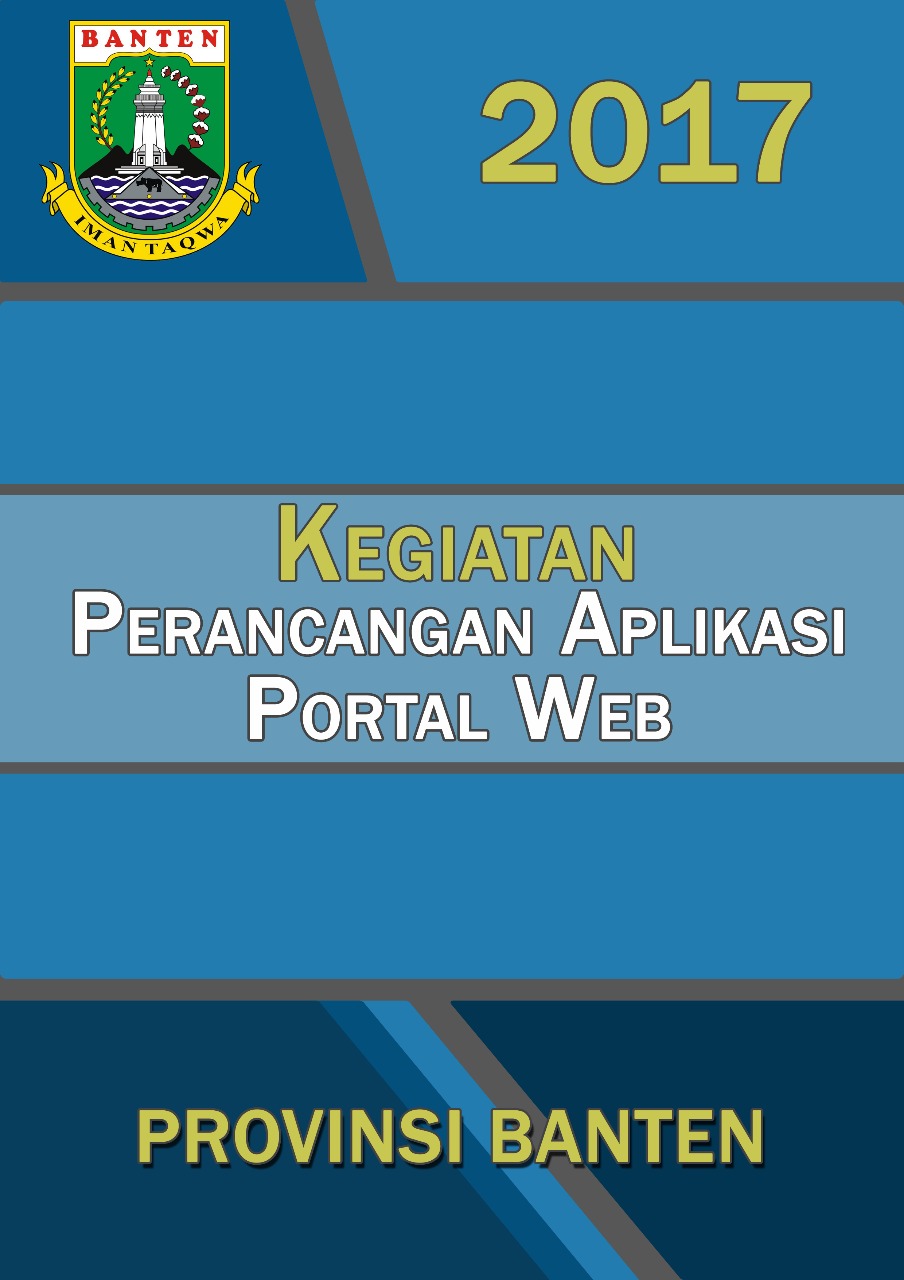 BANTEN
IMAN TAQWA
2017
KEGIATAN
PERANCANGAN APLIKASI
PORTAL WEB
PROVINSI BANTEN